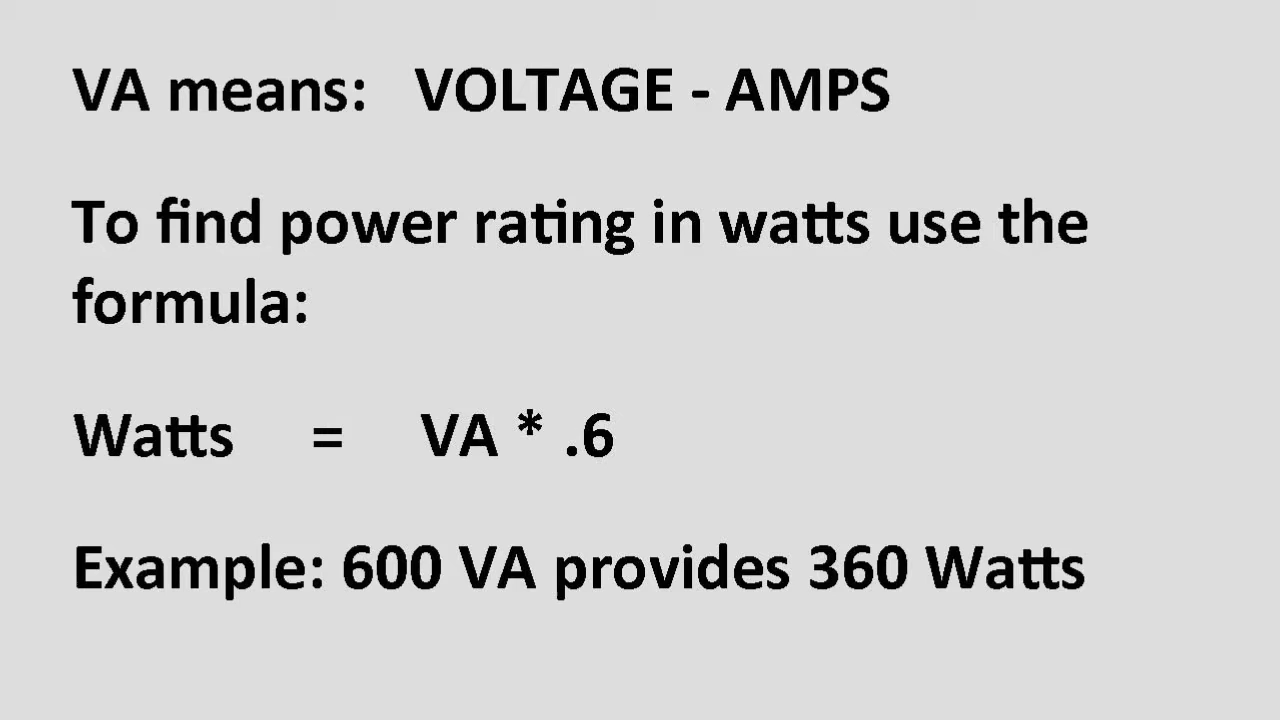 VA means: VOLTAGE - AMPS
To find power rating in watts use the
formula:
Watts = VA * .6
Example: 600 VA provides 360 Watts